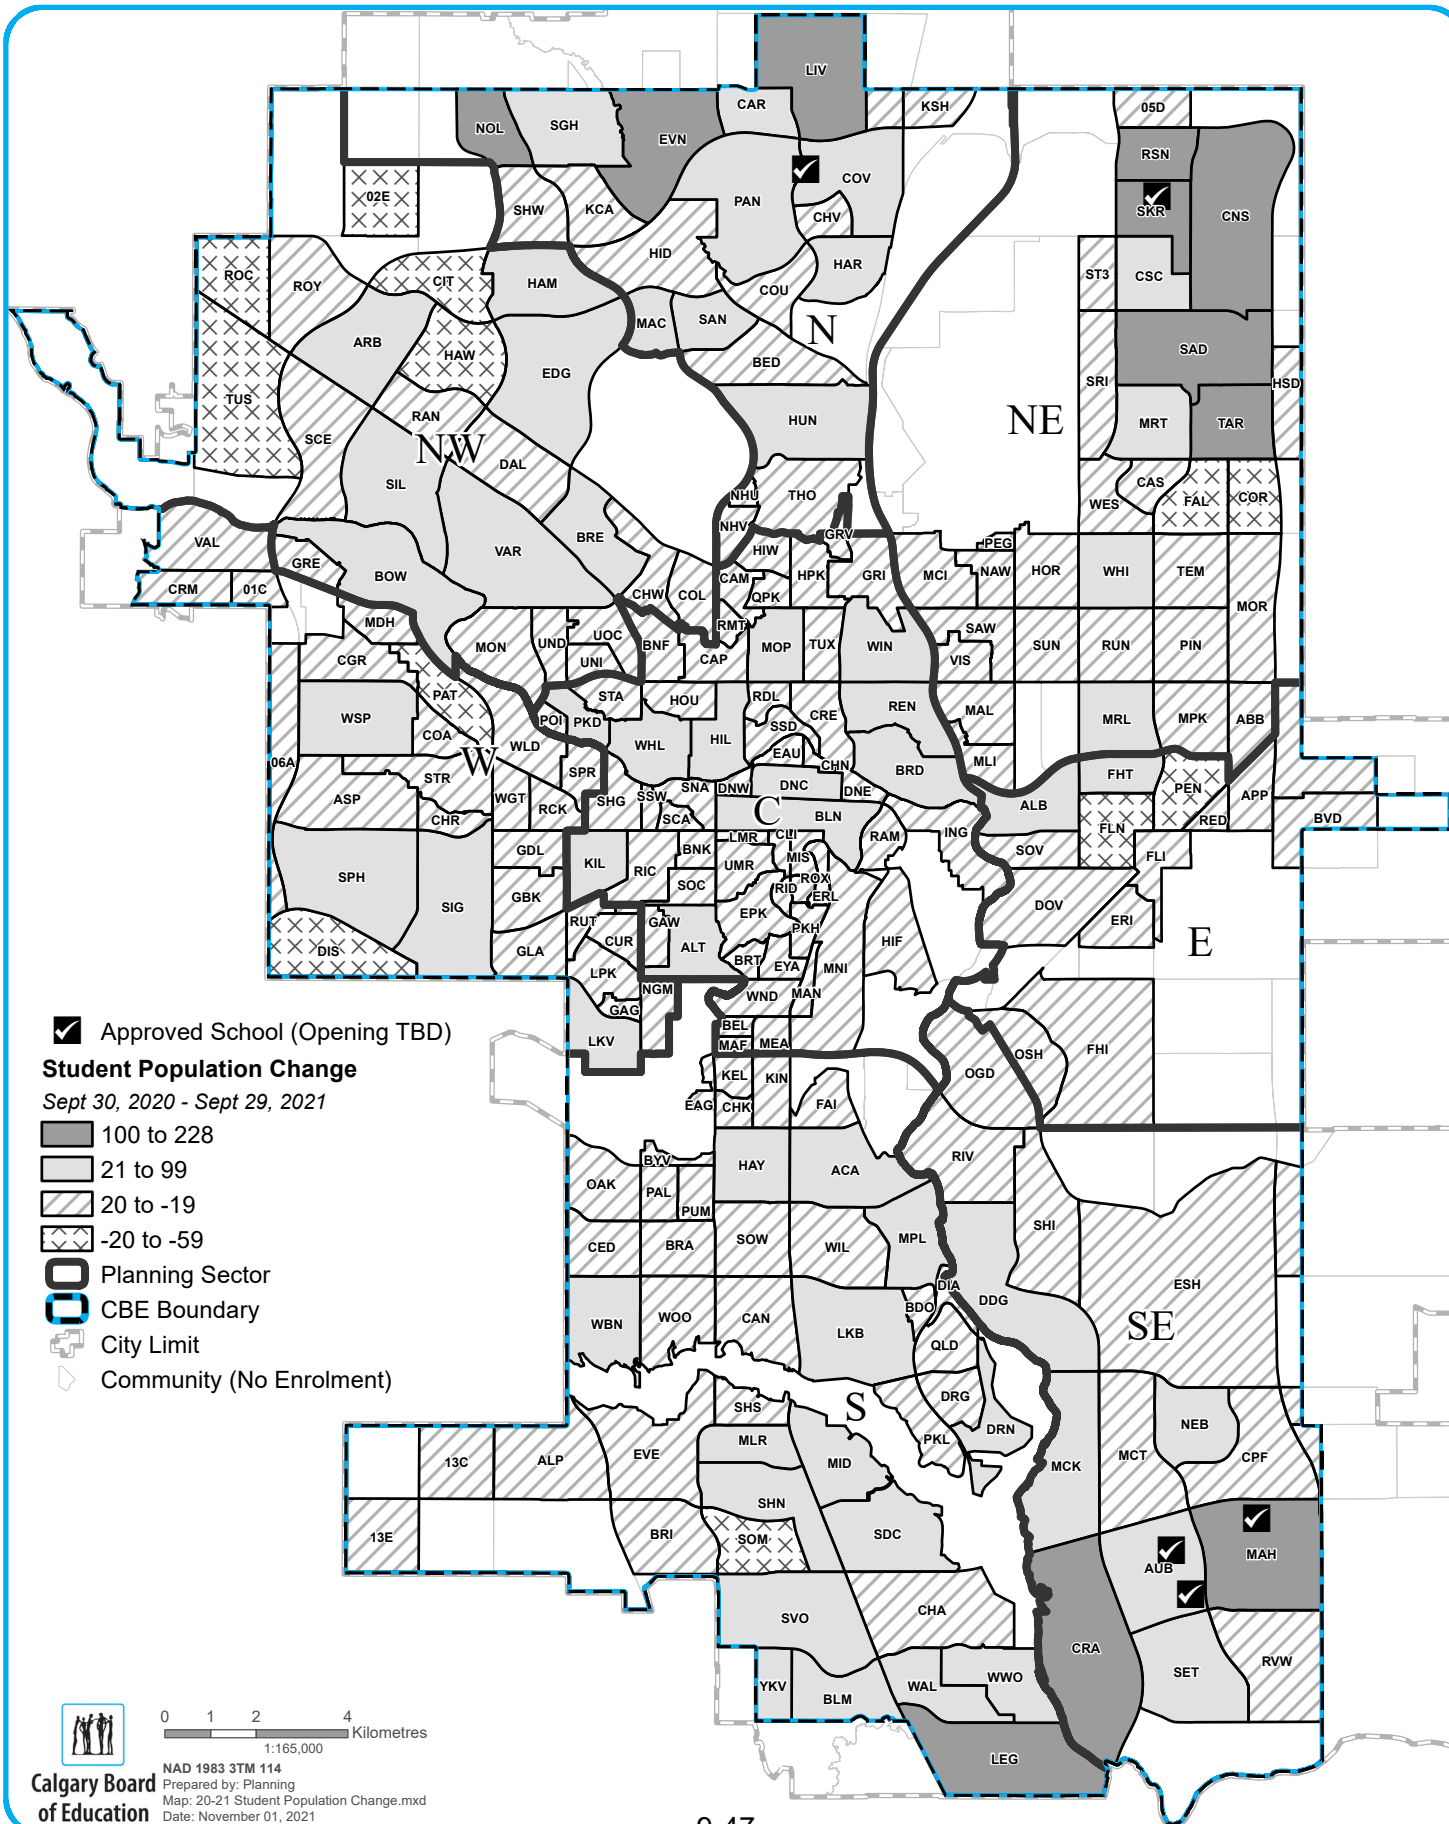 LIV
CAR
KSH
05D
NOL
SGH
EVN
RSN
COV
02E
SHW
KCA
PAN
CHV
SKR
CNS
HID
ROC
ROY
CIT
HAM
HAR
ST3
CSC
COU
MAC
SAN
N
ARB
HAW
BED
SAD
EDG
SRI
HSD
TUS
RAN
HUN
NE
MRT
TAR
SCE
NW
DAL
SIL
NHU
THO
WES
CAS
FAL
COR
NHV
GRV
VAL
VAR
BRE
HIW
PEG
GRE
BOW
CAM
HPK
GRI
MCI
NAW
HOR
WHI
TEM
CRM
01C
CHW
COL
QPK
MOR
MDH
RMT
MON
UND
UOC
BNF
MOP
TUX
WIN
SAW
SUN
RUN
PIN
CGR
UNI
CAP
VIS
PAT
STA
HOU
RDL
WSP
POI
PKD
SSD
CRE
REN
MAL
MRL
MPK
ABB
COA
WLD
WHL
HIL
EAU
W
06A
STR
SPR
CHN
BRD
MLI
FHT
ASP
WGT
RCK
SHG
SSW
SNA
DNW
DNC
DNE
ALB
PEN
APP
CHR
SCA
C
BLN
RED
BVD
LMR
CLI
RAM
ING
FLN
GDL
KIL
RIC
BNK
UMR
MIS
SOV
FLI
SPH
SIG
GBK
SOC
RID
ROX
ERL
RUT
GAW
EPK
DOV
ERI
DIS
GLA
CUR
ALT
PKH
HIF
E
LPK
BRT
EYA
MNI
NGM
WND
MAN
GAG
Approved School (Opening TBD)
LKV
BEL
MAF
MEA
OSH
FHI
Student Population Change
KEL
KIN
OGD
Sept 30, 2020 - Sept 29, 2021
EAG
CHK
FAI
100 to 228
21 to 99
BYV
HAY
ACA
RIV
20 to -19
OAK
PAL
PUM
-20 to -59
CED
BRA
SOW
WIL
MPL
SHI
Planning Sector
DIA
ESH
CBE Boundary
WBN
WOO
CAN
LKB
BDO
DDG
SE
City Limit
QLD
Community (No Enrolment)
SHS
S
DRG
13C
ALP
EVE
MLR
MID
PKL
DRN
MCK
MCT
NEB
CPF
SHN
13E
BRI
SOM
SDC
AUB
MAH
SVO
CHA
CRA
SET
RVW
YKV
BLM
WAL
WWO
LEG
0 1 2 4
Kilometres
1:165,000
NAD 1983 3TM 114
Calgary Board
of Education
Prepared by: Planning
Map: 20-21 Student Population Change.mxd
Date: November 01, 2021